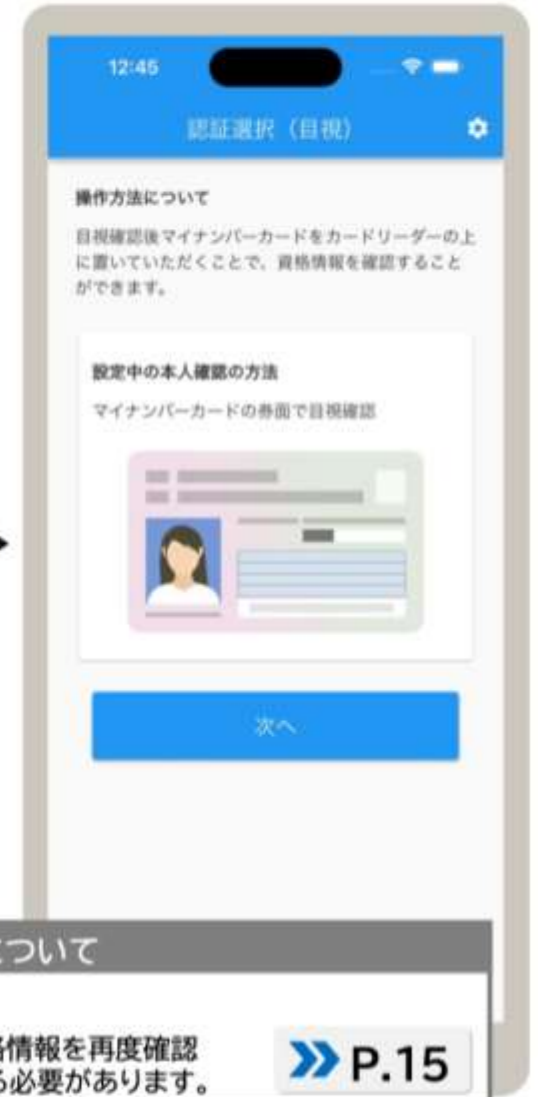 12:45
認証選択（目視）
操作方法について
目視確認後マイナンバーカードをカードリーダーの上
に置いていただくことで、資格情報を確認すること
ができます。
設定中の本人確認の方法
マイナンバーカードの券面で目視確認
次へ
について
情報を再度確認
必要があります。
P.15